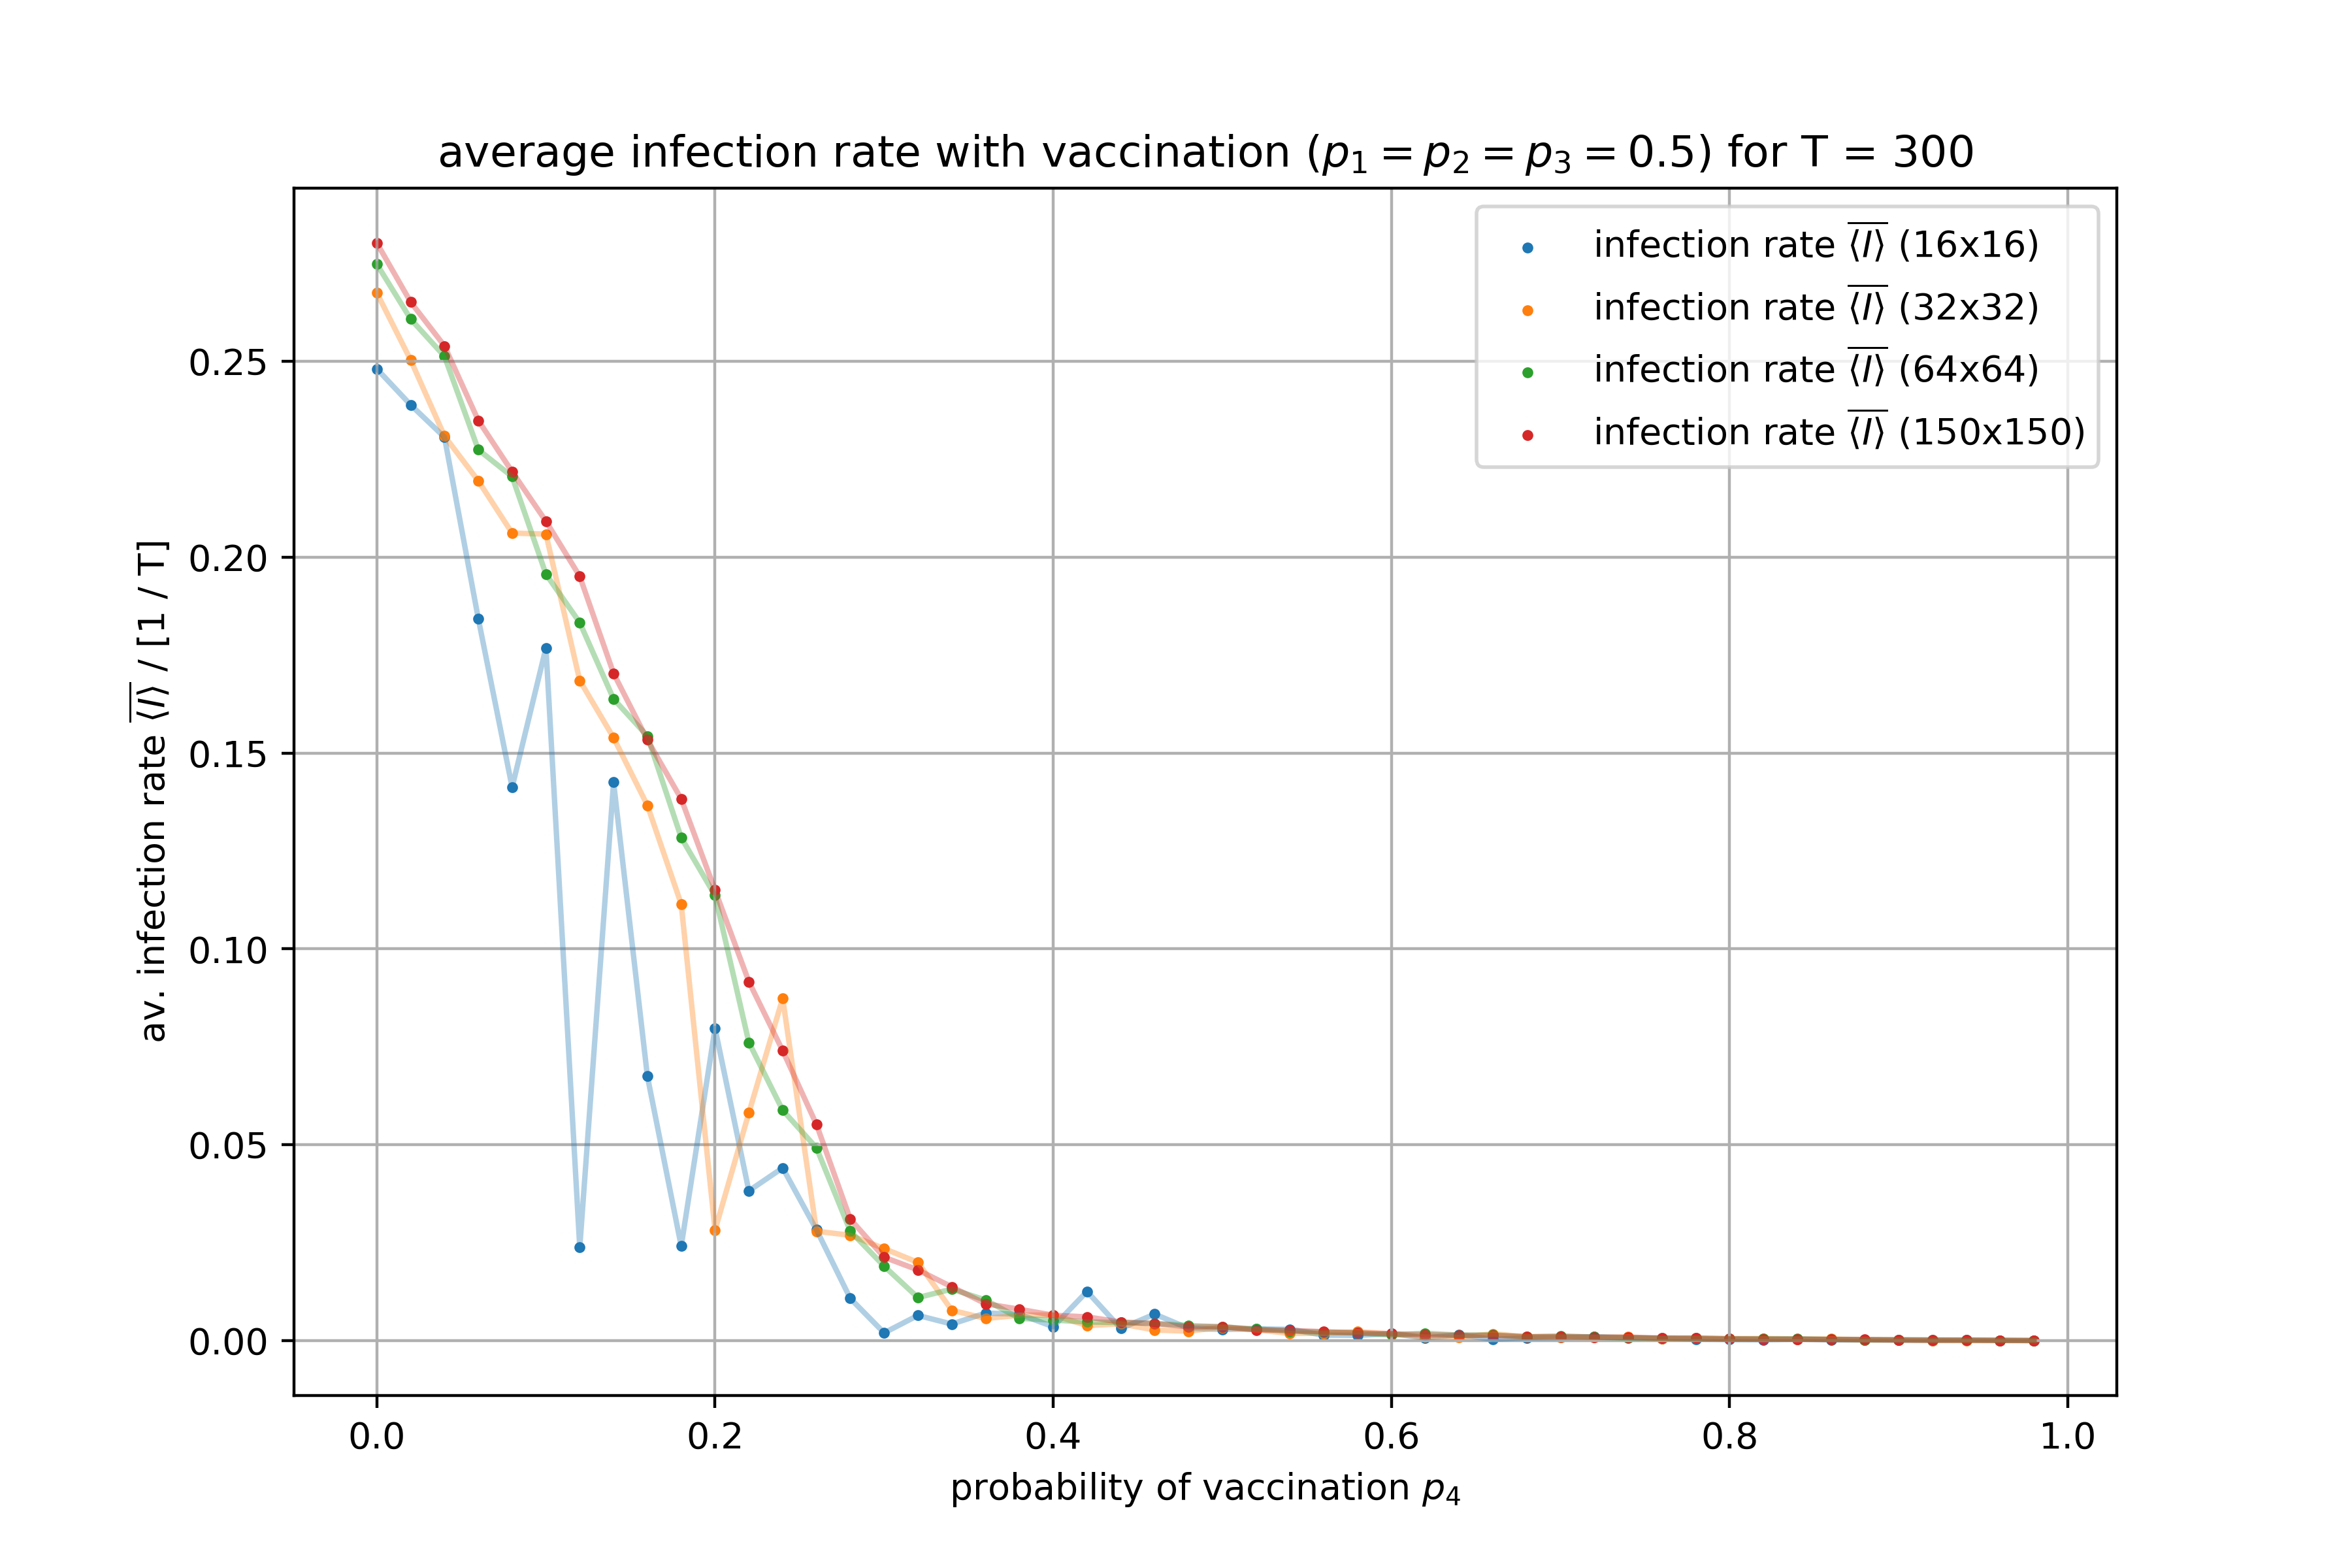 average infection rate with vaccination (p₁ = p₂ = p₃ = 0.5) for T = 300
infection rate ⟨I⟩̅ (16x16)
infection rate ⟨I⟩̅ (32x32)
infection rate ⟨I⟩̅ (64x64)
infection rate ⟨I⟩̅ (150x150)
av. infection rate ⟨I⟩̅ / [1 / T]
0.25
0.20
0.15
0.10
0.05
0.00
0.0 0.2 0.4 0.6 0.8 1.0
probability of vaccination p₄